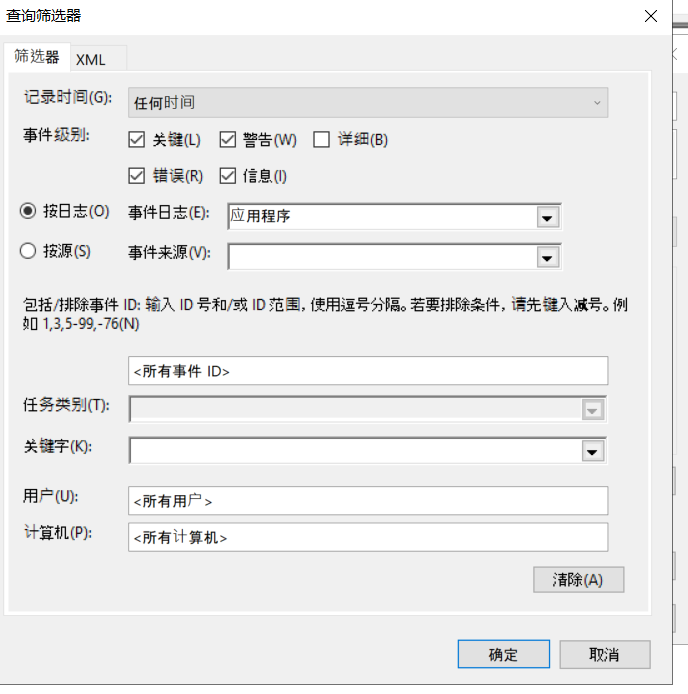 查询筛选器
筛选器 XML
记录时间(G): 任何时间
事件级别: 关键(L) 警告(W) 详细(B)
错误(R) 信息(I)
按日志(O) 事件日志(E): 应用程序
按源(S) 事件来源(V):
包括/排除事件 ID: 输入 ID 号和/或 ID 范围，使用逗号分隔。若要排除条件，请先键入减号。例
如 1,3,5-99,-76(N)
<所有事件 ID>
任务类别(T):
关键字(K):
用户(U): <所有用户>
计算机(P): <所有计算机>
清除(A)
确定 取消